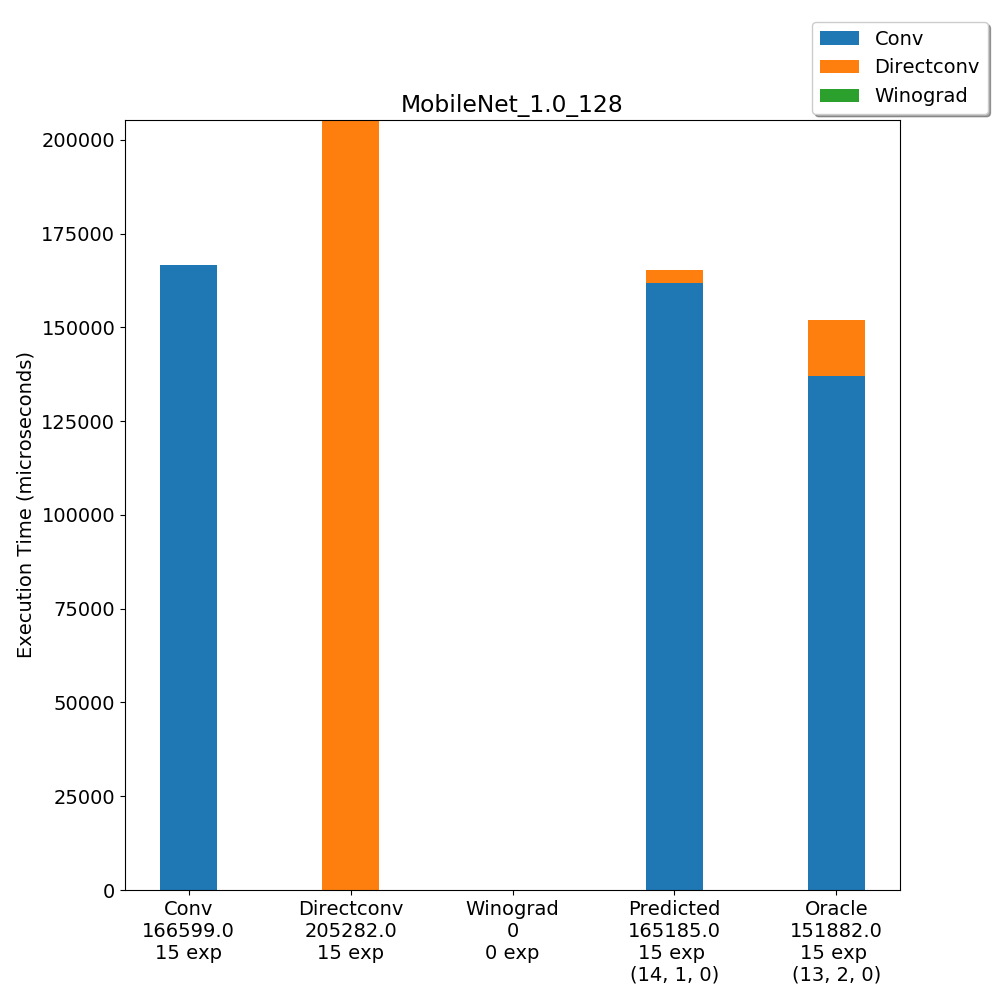 Conv
Directconv
Winograd
MobileNet_1.0_128
Execution Time (microseconds)
200000
175000
150000
125000
100000
75000
50000
25000
0
Conv
166599.0
15 exp
Directconv
205282.0
15 exp
Winograd
0
0 exp
Predicted
165185.0
15 exp
(14, 1, 0)
Oracle
151882.0
15 exp
(13, 2, 0)